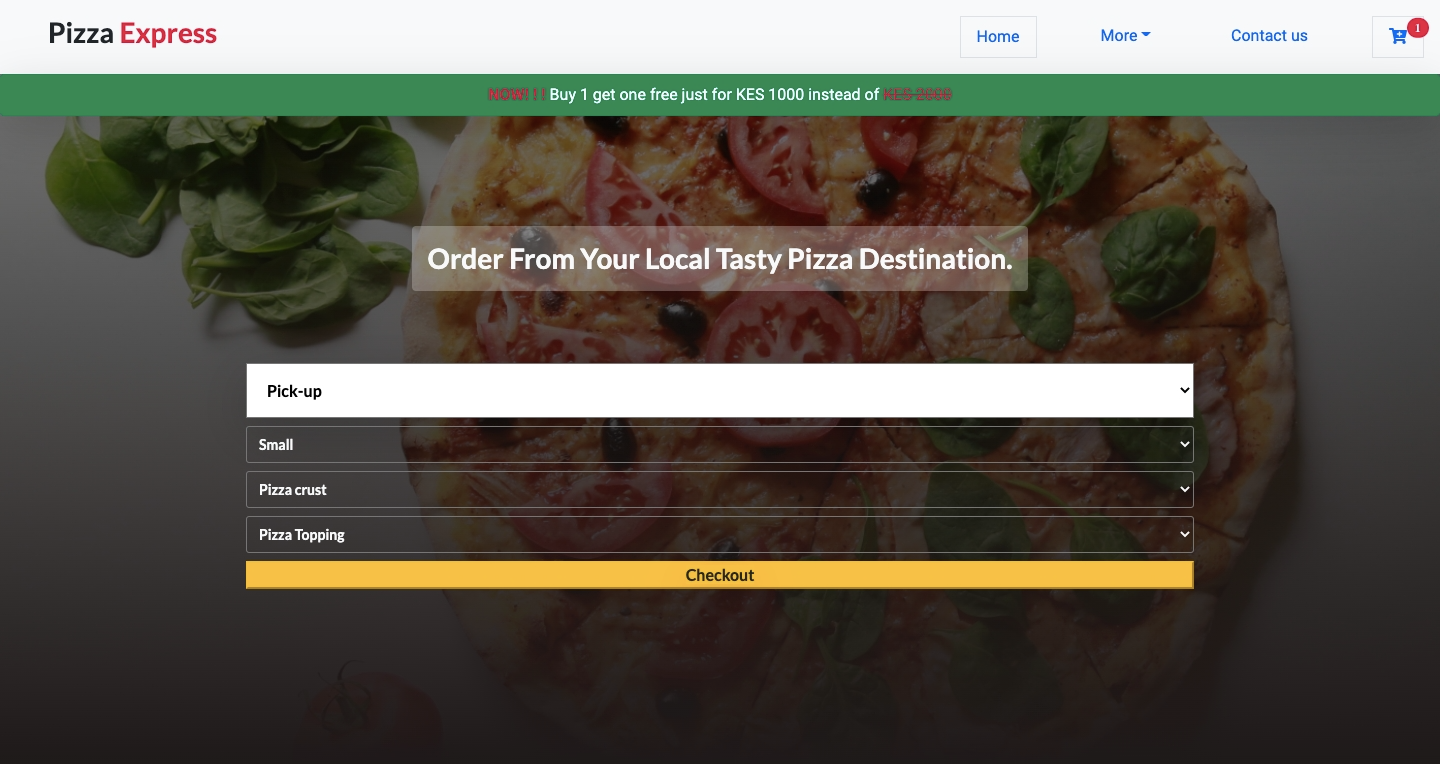 Pizza Express
Home
More
Contact us
1
NOW! ! ! Buy 1 get one free just for KES 1000 instead of KES 2000
Order From Your Local Tasty Pizza Destination.
Pick-up
Small
Pizza crust
Pizza Topping
Checkout